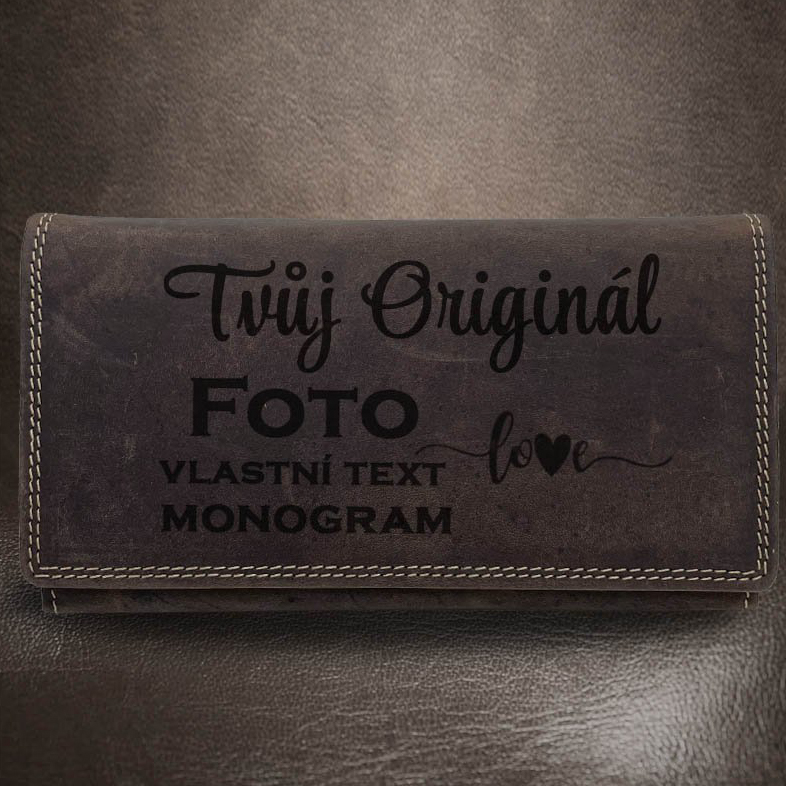 Tvůj Originál
FOTO
VLASTNÍ TEXT
MONOGRAM
love